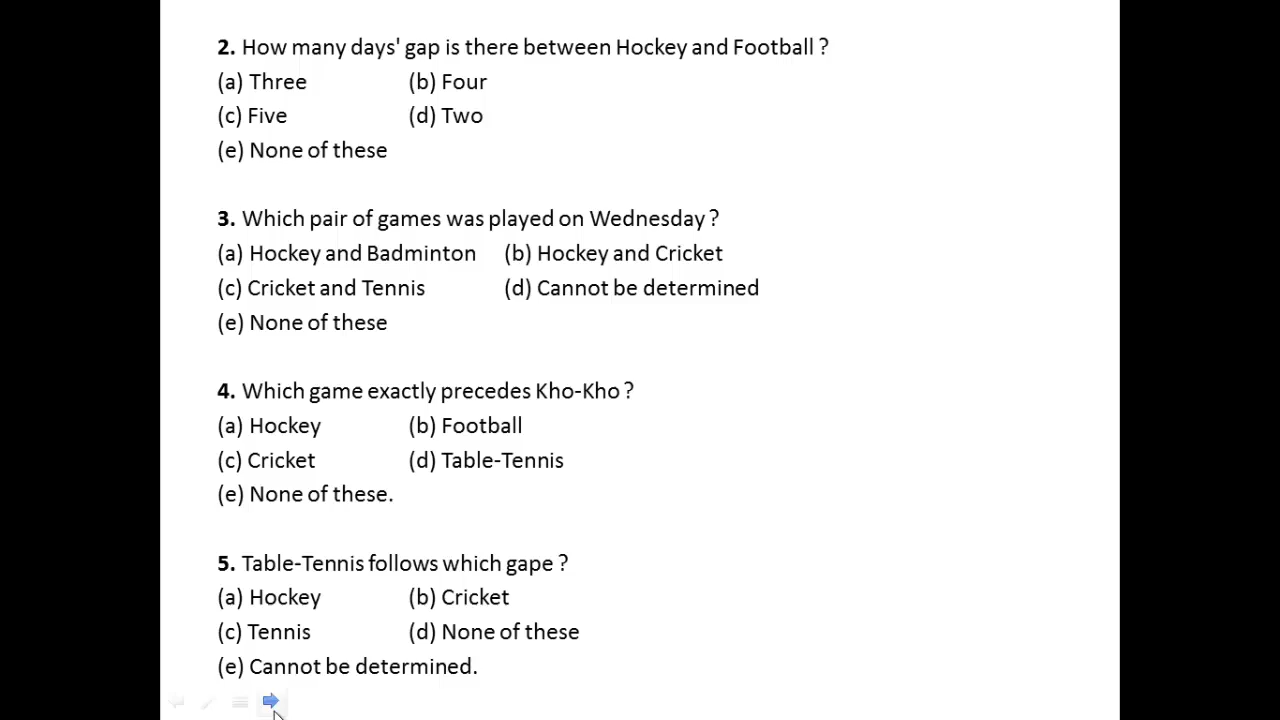 2. How many days' gap is there between Hockey and Football ?
(a) Three (b) Four
(c) Five (d) Two
(e) None of these
3. Which pair of games was played on Wednesday ?
(a) Hockey and Badminton (b) Hockey and Cricket
(c) Cricket and Tennis (d) Cannot be determined
(e) None of these
4. Which game exactly precedes Kho-Kho ?
(a) Hockey (b) Football
(c) Cricket (d) Table-Tennis
(e) None of these.
5. Table-Tennis follows which gape ?
(a) Hockey (b) Cricket
(c) Tennis (d) None of these
(e) Cannot be determined.